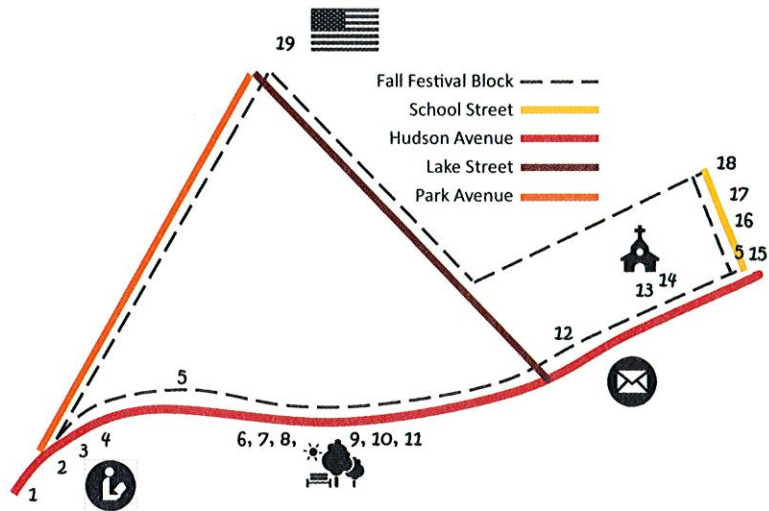 19
Fall Festival Block
School Street
Hudson Avenue
Lake Street
Park Avenue
18
17
16
5 15
14
13
12
5
6, 7, 8, 9, 10, 11
4
3
2
1